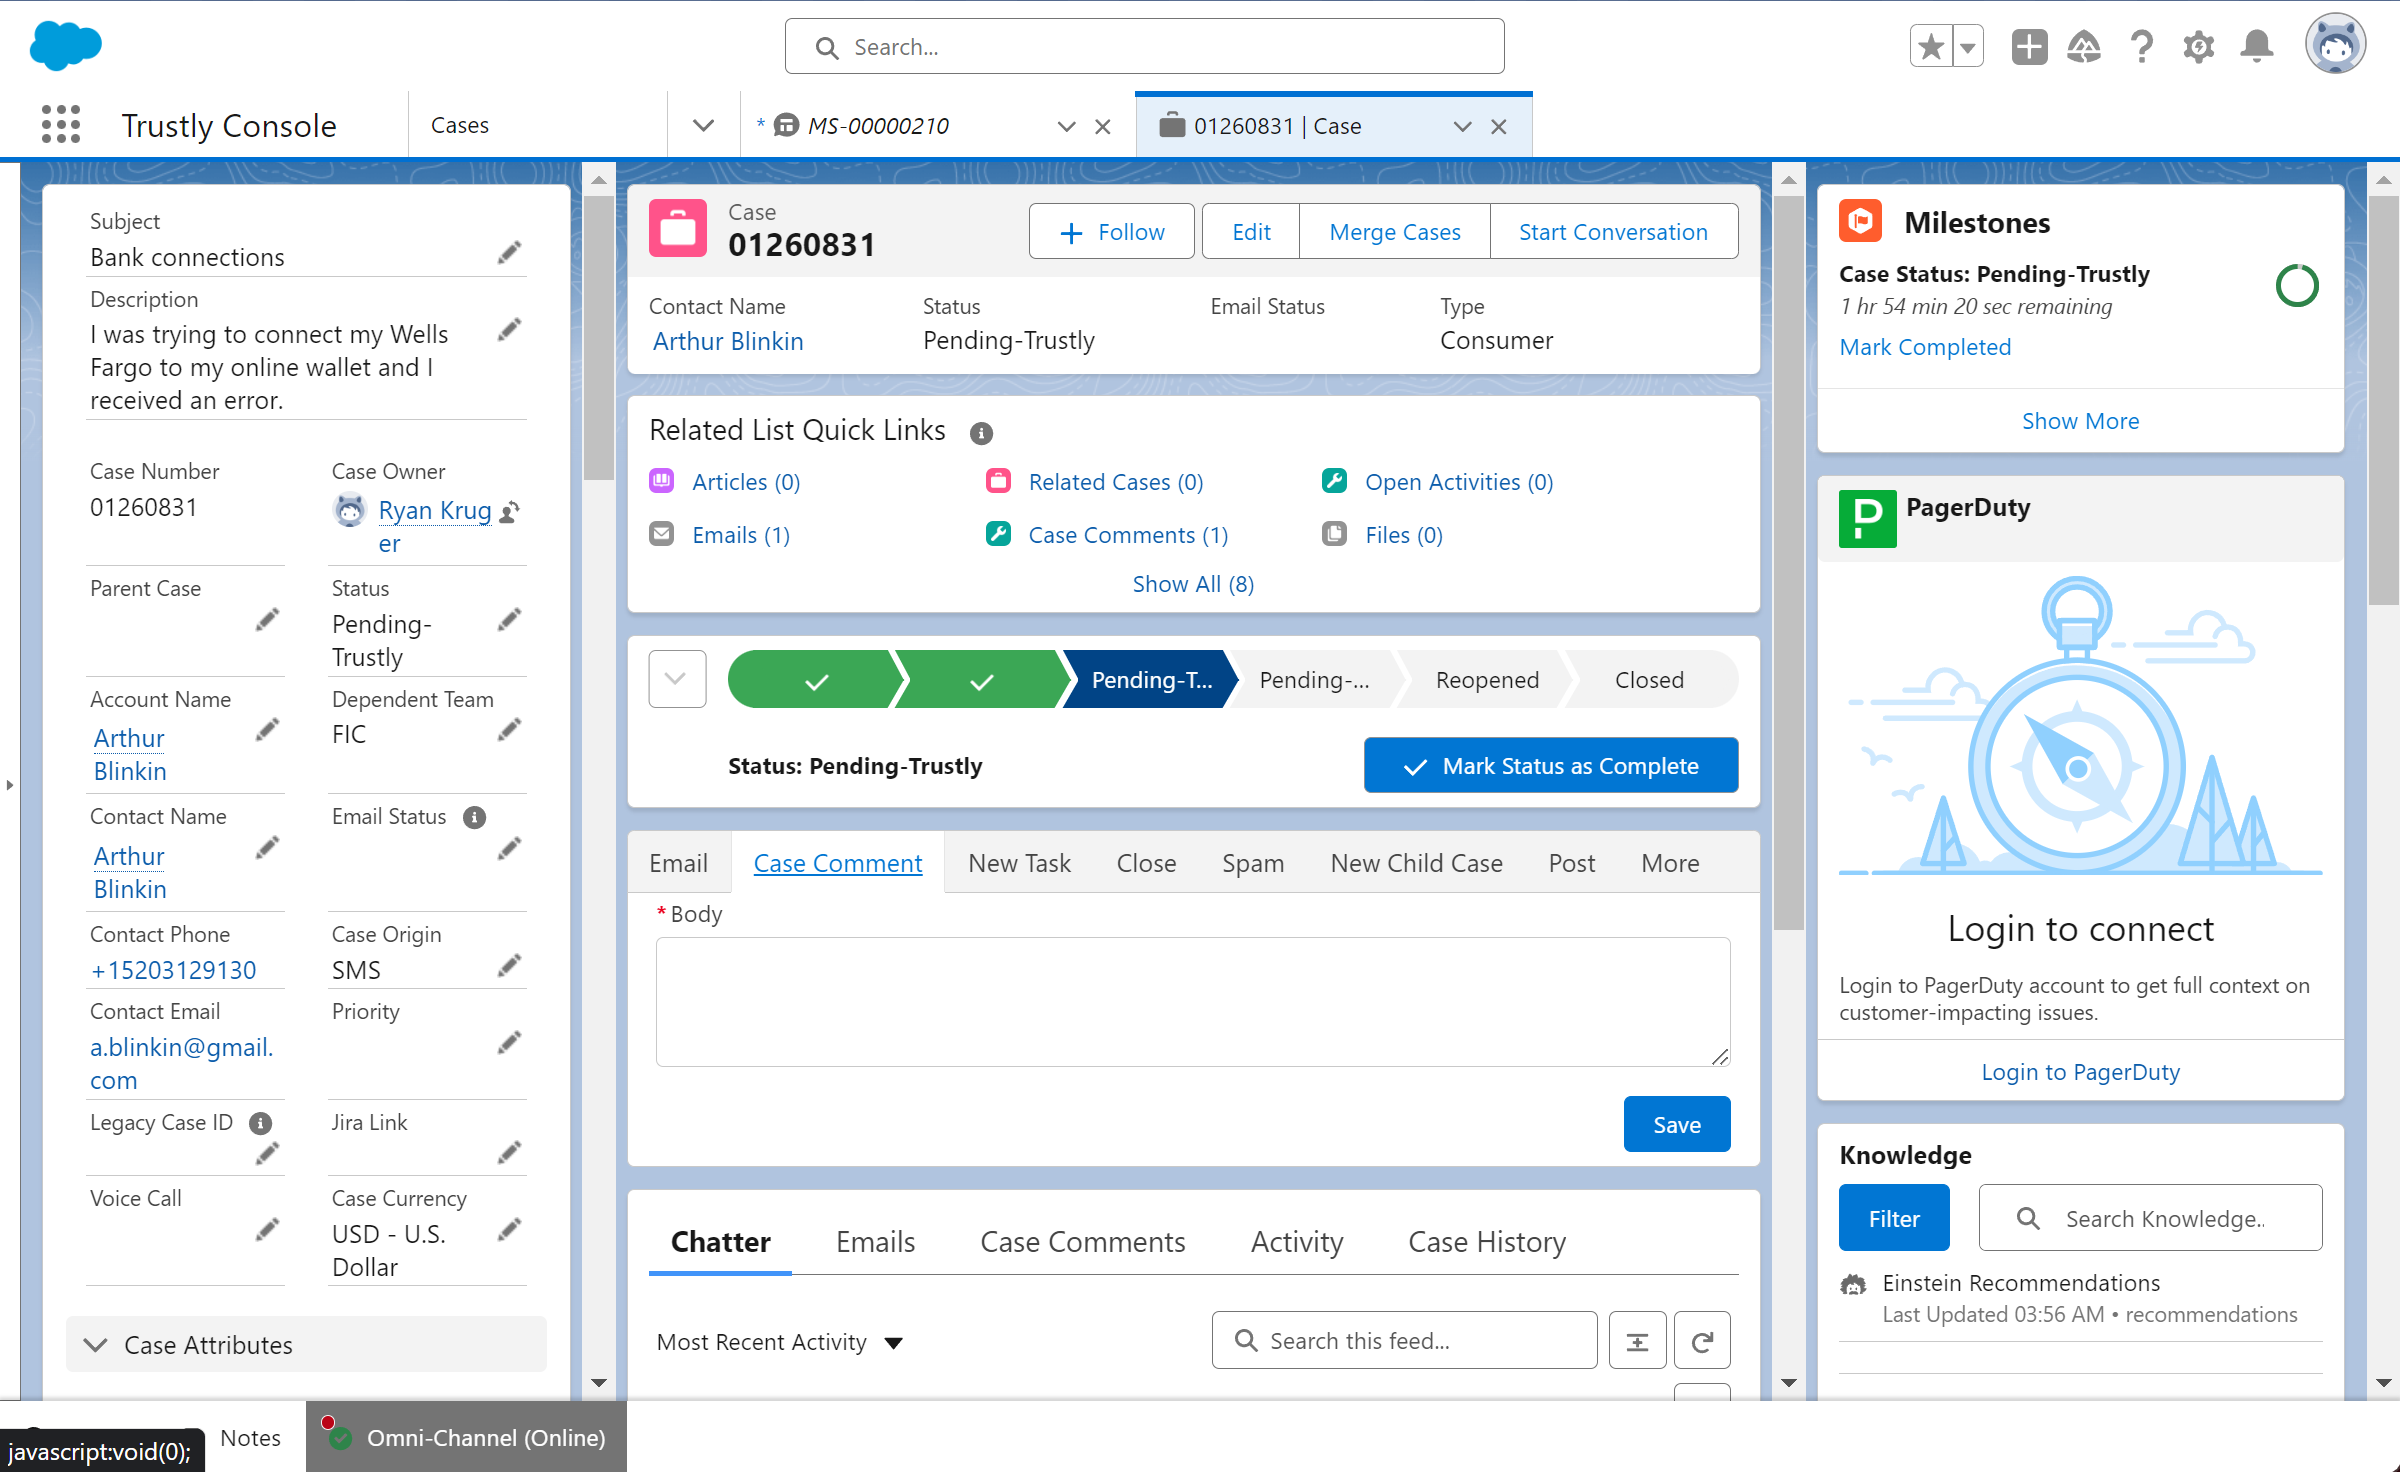 Search...
Trustly Console
Cases
* MS-00000210
01260831 | Case
Subject
Bank connections
Description
I was trying to connect my Wells
Fargo to my online wallet and I
received an error.
Case Number
01260831
Case Owner
Ryan Krug
er
Parent Case
Status
Pending-
Trustly
Account Name
Arthur
Blinkin
Dependent Team
FIC
Contact Name
Arthur
Blinkin
Email Status
Contact Phone
+15203129130
Case Origin
SMS
Contact Email
a.blinkin@gmail.
com
Priority
Legacy Case ID
Jira Link
Voice Call
Case Currency
USD - U.S.
Dollar
Case Attributes
Case
01260831
+ Follow
Edit
Merge Cases
Start Conversation
Contact Name
Arthur Blinkin
Status
Pending-Trustly
Email Status
Type
Consumer
Related List Quick Links
Articles (0)
Related Cases (0)
Open Activities (0)
Emails (1)
Case Comments (1)
Files (0)
Show All (8)
Pending-T...
Pending-...
Reopened
Closed
Status: Pending-Trustly
Mark Status as Complete
Email
Case Comment
New Task
Close
Spam
New Child Case
Post
More
* Body
Save
Chatter
Emails
Case Comments
Activity
Case History
Most Recent Activity
Search this feed...
Milestones
Case Status: Pending-Trustly
1 hr 54 min 20 sec remaining
Mark Completed
Show More
PagerDuty
Login to connect
Login to PagerDuty account to get full context on
customer-impacting issues.
Login to PagerDuty
Knowledge
Filter
Search Knowledge..
Einstein Recommendations
Last Updated 03:56 AM • recommendations
javascript:void(0);
Notes
Omni-Channel (Online)